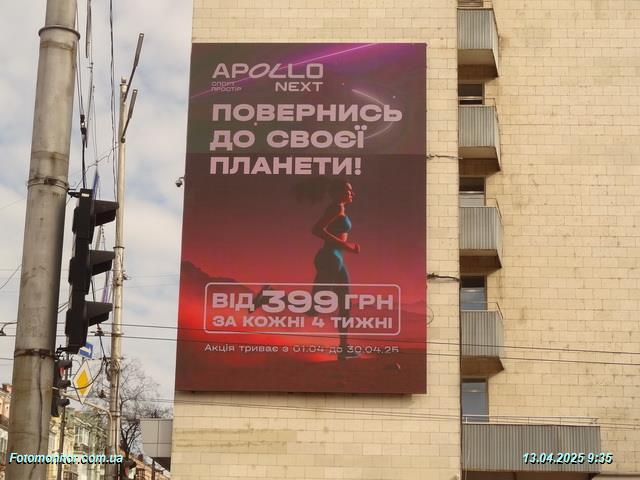 APOLLO
СПОРТ
ПРОСТІР
NEXT
ПОВЕРНИСЬ
ДО СВОЄЇ
ПЛАНЕТИ!
ВІД 399 ГРН
ЗА КОЖНІ 4 ТИЖНІ
Акція триває з 01.04 до 30.04.25
Fotomonitor.com.ua
13.04.2025 9:35